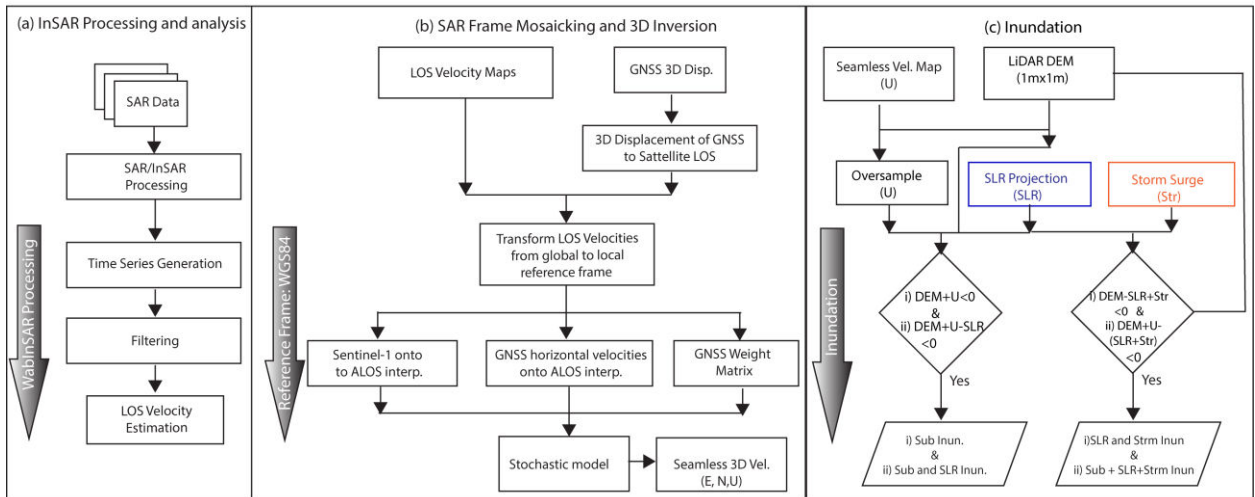 (a) InSAR Processing and analysis
SAR Data
SAR/InSAR
Processing
Time Series Generation
Filtering
LOS Velocity
Estimation
WabInSAR Processing
(b) SAR Frame Mosaicking and 3D Inversion
LOS Velocity Maps
GNSS 3D Disp.
3D Displacement of GNSS
to Sattellite LOS
Transform LOS Velocities
from global to local
reference frame
Sentinel-1 onto
to ALOS interp.
GNSS horizontal velocities
onto ALOS interp.
GNSS Weight
Matrix
Stochastic model
Seamless 3D Vel.
(E, N,U)
Reference Frame: WGS84
(c) Inundation
Seamless Vel. Map
(U)
LiDAR DEM
(1mx1m)
Oversample
(U)
SLR Projection
(SLR)
Storm Surge
(Str)
i) DEM+U<0
&
ii) DEM+U-SLR
<0
i) DEM-SLR+Str
<0 &
ii) DEM+U-
(SLR+Str)
<0
Yes
Yes
i) Sub Inun.
&
ii) Sub and SLR Inun.
i)SLR and Strm Inun
&
ii) Sub + SLR+Strm Inun
Inundation